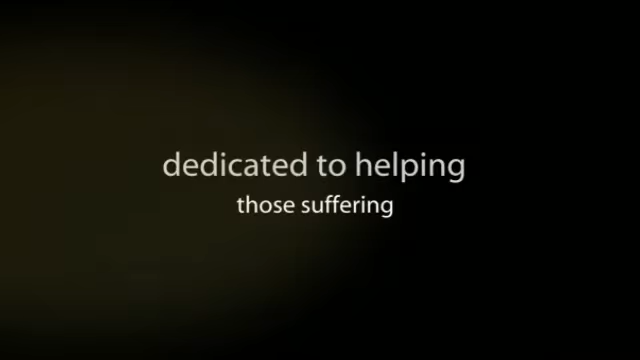 dedicated to helping
those suffering